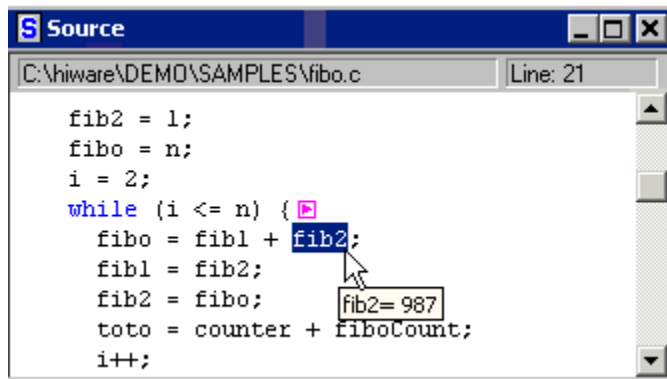 S Source
C:\hiware\DEMO\SAMPLES\fibo.c Line: 21
fib2 = 1;
fibo = n;
i = 2;
while (i <= n) {
fibo = fib1 + fib2;
fib1 = fib2;
fib2 = fibo;
fib2= 987
toto = counter + fiboCount;
i++;